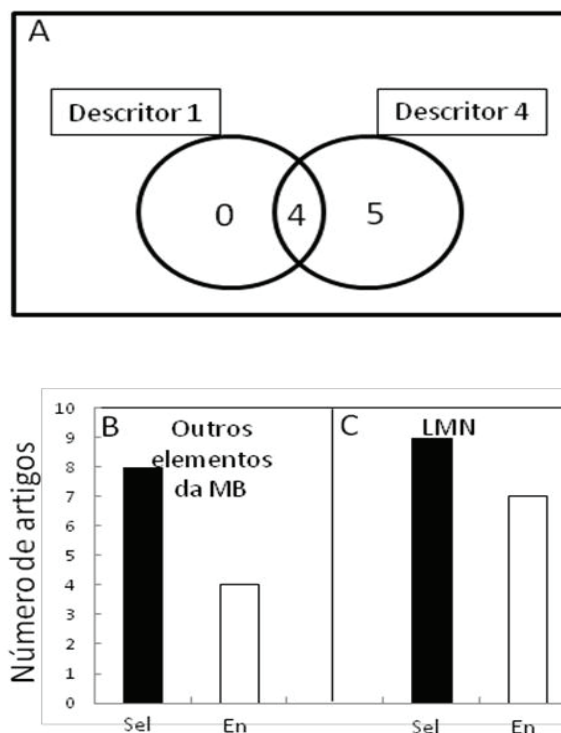 A
Descritor 1
Descritor 4
0
4
5
Número de artigos
10
9
8
7
6
5
4
3
2
1
0
B
Outros
elementos
da MB
C
LMN
Sel
En
Sel
En